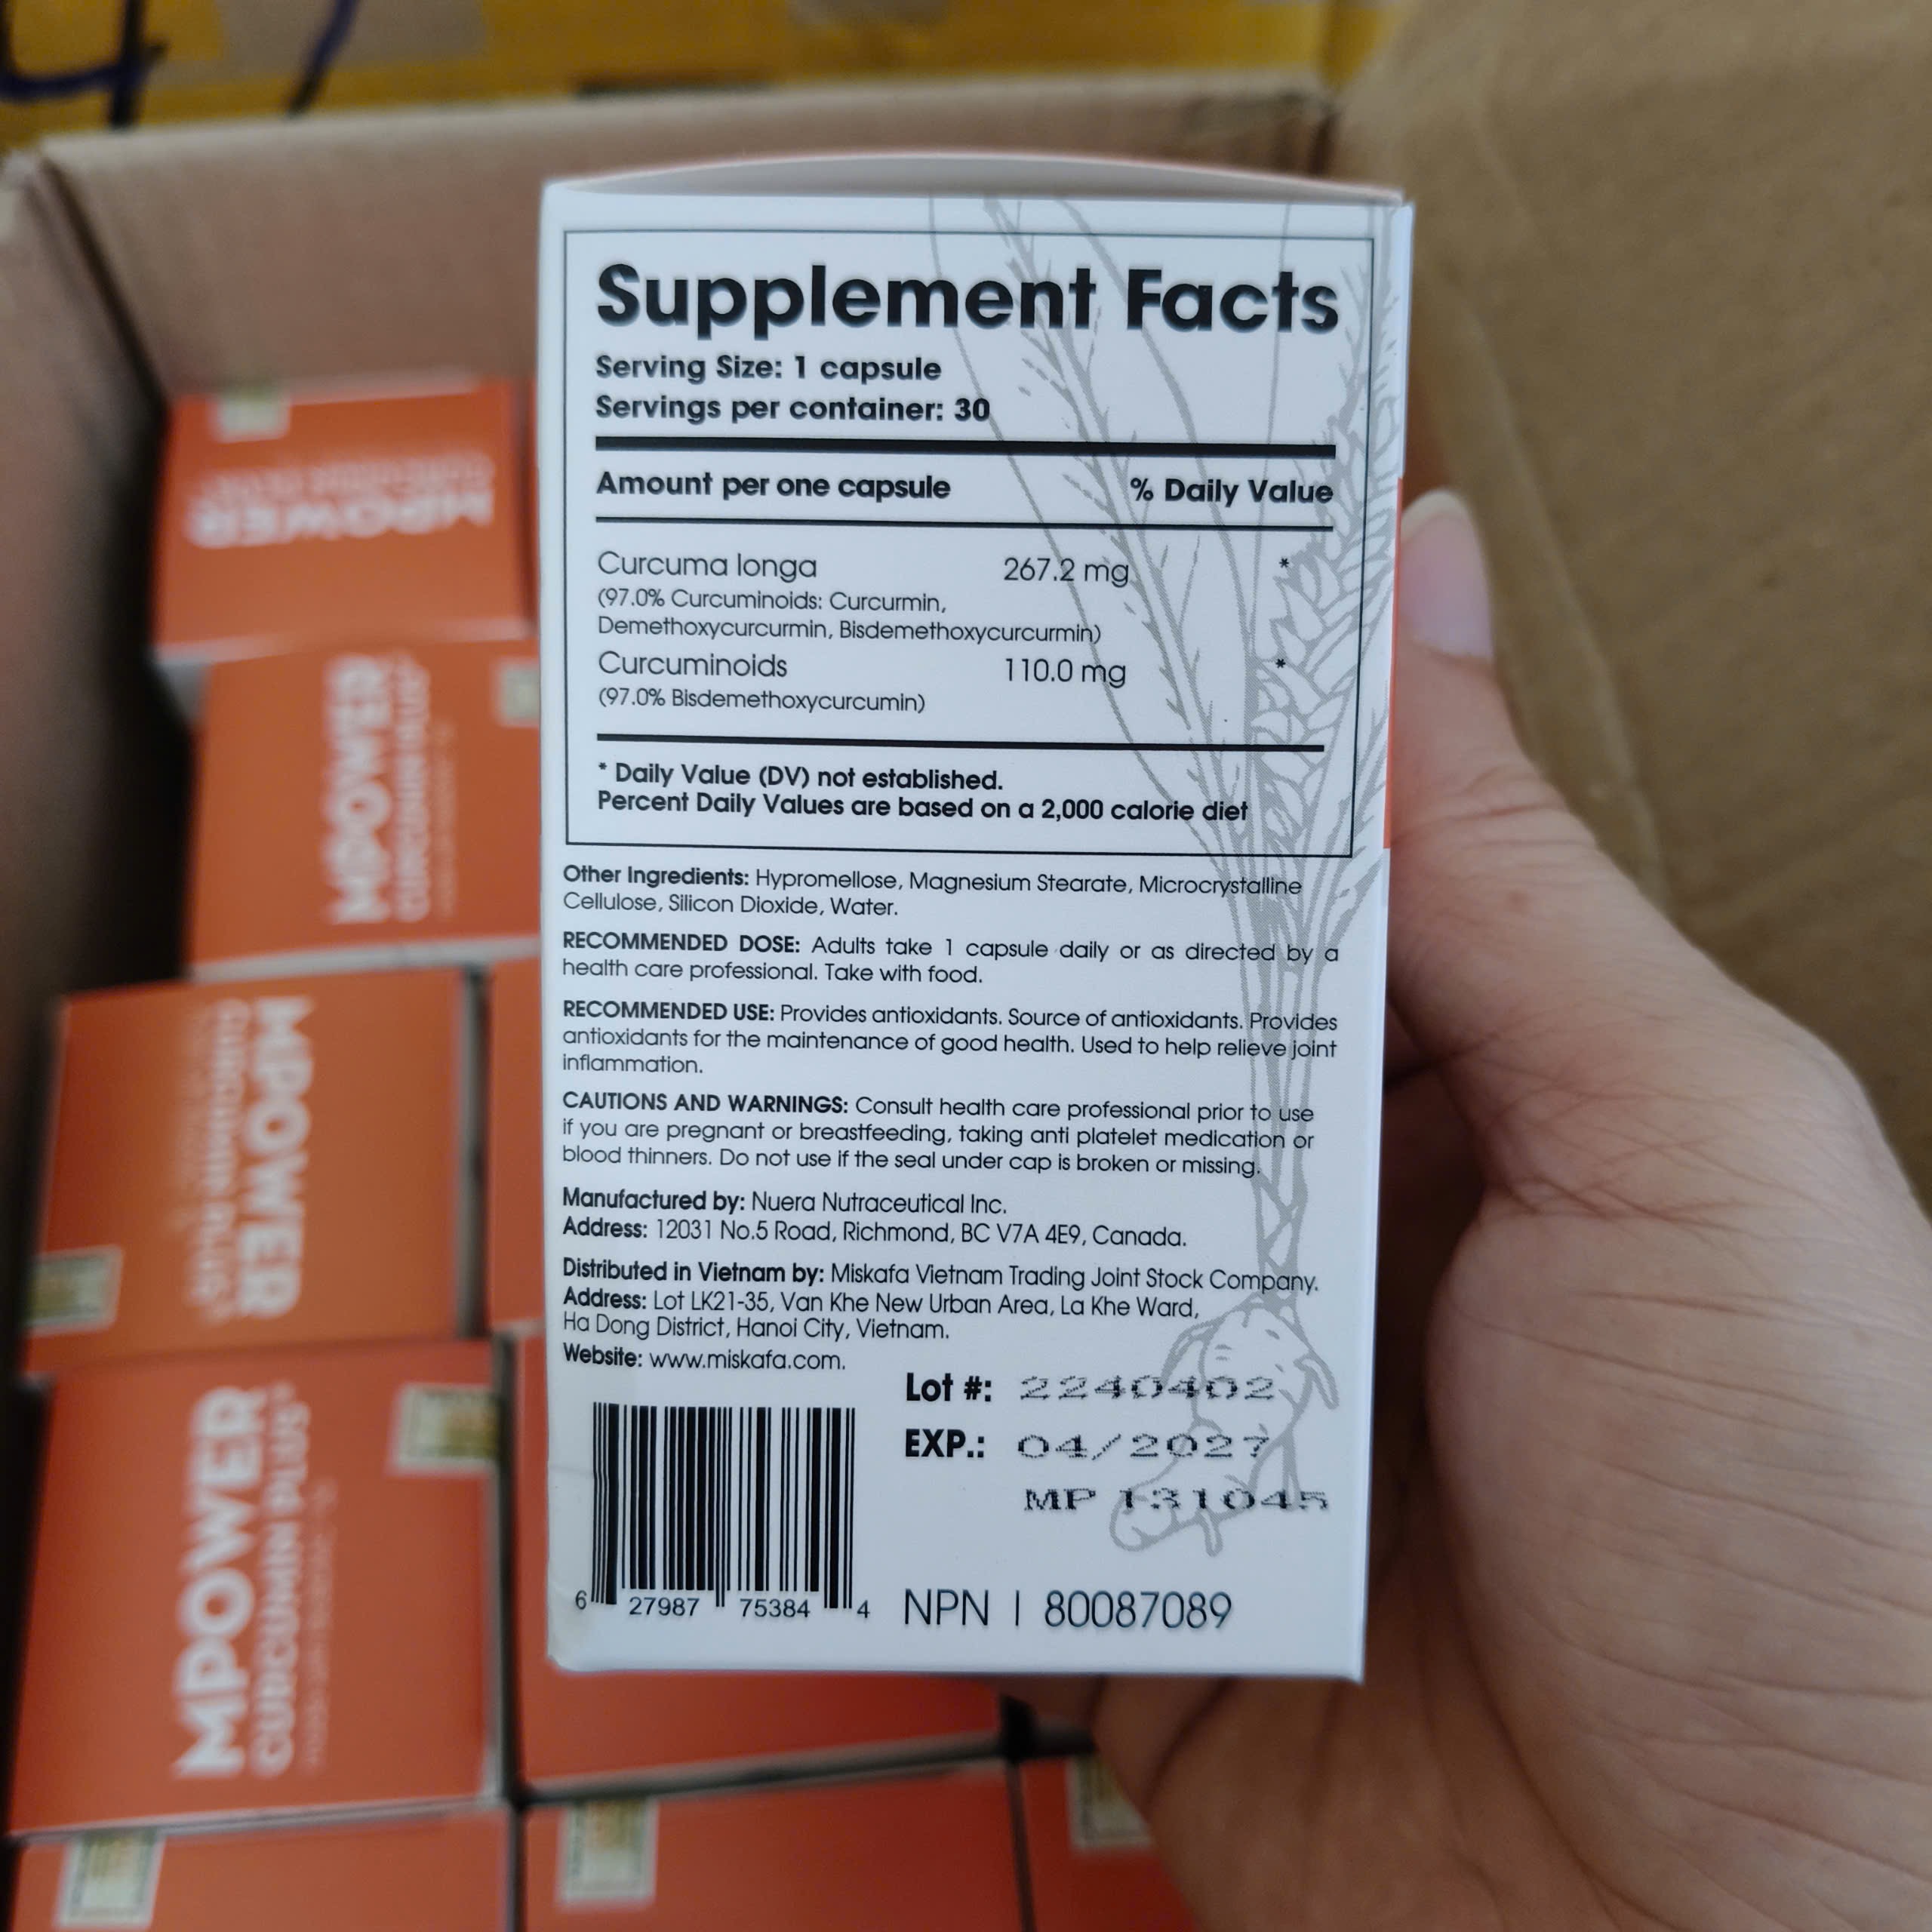 Supplement Facts
Serving Size: 1 capsule
Servings per container: 30
Amount per one capsule % Daily Value
Curcuma longa 267.2 mg *
(97.0% Curcuminoids: Curcurmin,
Demethoxycurcurmin, Bisdemethoxycurcurmin)
Curcuminoids 110.0 mg *
(97.0% Bisdemethoxycurcumin)
* Daily Value (DV) not established.
Percent Daily Values are based on a 2,000 calorie diet
Other Ingredients: Hypromellose, Magnesium Stearate, Microcrystalline
Cellulose, Silicon Dioxide, Water.
RECOMMENDED DOSE: Adults take 1 capsule daily or as directed by a
health care professional. Take with food.
RECOMMENDED USE: Provides antioxidants. Source of antioxidants. Provides
antioxidants for the maintenance of good health. Used to help relieve joint
inflammation.
CAUTIONS AND WARNINGS: Consult health care professional prior to use
if you are pregnant or breastfeeding, taking anti platelet medication or
blood thinners. Do not use if the seal under cap is broken or missing.
Manufactured by: Nuera Nutraceutical Inc.
Address: 12031 No.5 Road, Richmond, BC V7A 4E9, Canada.
Distributed in Vietnam by: Miskafa Vietnam Trading Joint Stock Company.
Address: Lot LK21-35, Van Khe New Urban Area, La Khe Ward,
Ha Dong District, Hanoi City, Vietnam.
Website: www.miskafa.com.
Lot #: 2240402
EXP.: 04/2027
MP 131045
6 27987 75384 4
NPN | 80087089
MPOWER
MPOWER
CURCUMIN PLUS
MPOWER
CURCUMIN PLUS
MPOWER
CURCUMIN PLUS
4